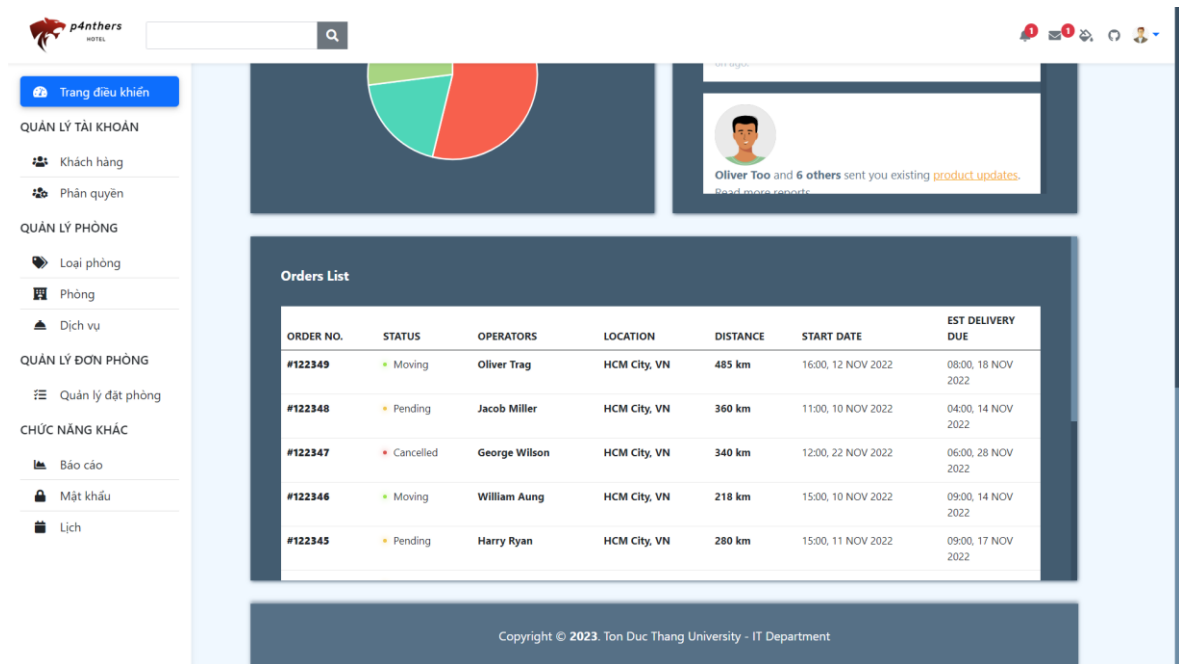 p4nthers
HOTEL
1
1
Trang điều khiển
QUẢN LÝ TÀI KHOẢN
Khách hàng
Phân quyền
QUẢN LÝ PHÒNG
Loại phòng
Phòng
Dịch vụ
QUẢN LÝ ĐƠN PHÒNG
Quản lý đặt phòng
CHỨC NĂNG KHÁC
Báo cáo
Mật khẩu
Lịch
on ago.
Oliver Too and 6 others sent you existing product updates.
Read more reports
Orders List
ORDER NO. STATUS OPERATORS LOCATION DISTANCE START DATE EST DELIVERY DUE
#122349 Moving Oliver Trag HCM City, VN 485 km 16:00, 12 NOV 2022 08:00, 18 NOV 2022
#122348 Pending Jacob Miller HCM City, VN 360 km 11:00, 10 NOV 2022 04:00, 14 NOV 2022
#122347 Cancelled George Wilson HCM City, VN 340 km 12:00, 22 NOV 2022 06:00, 28 NOV 2022
#122346 Moving William Aung HCM City, VN 218 km 15:00, 10 NOV 2022 09:00, 14 NOV 2022
#122345 Pending Harry Ryan HCM City, VN 280 km 15:00, 11 NOV 2022 09:00, 17 NOV 2022
Copyright © 2023. Ton Duc Thang University - IT Department